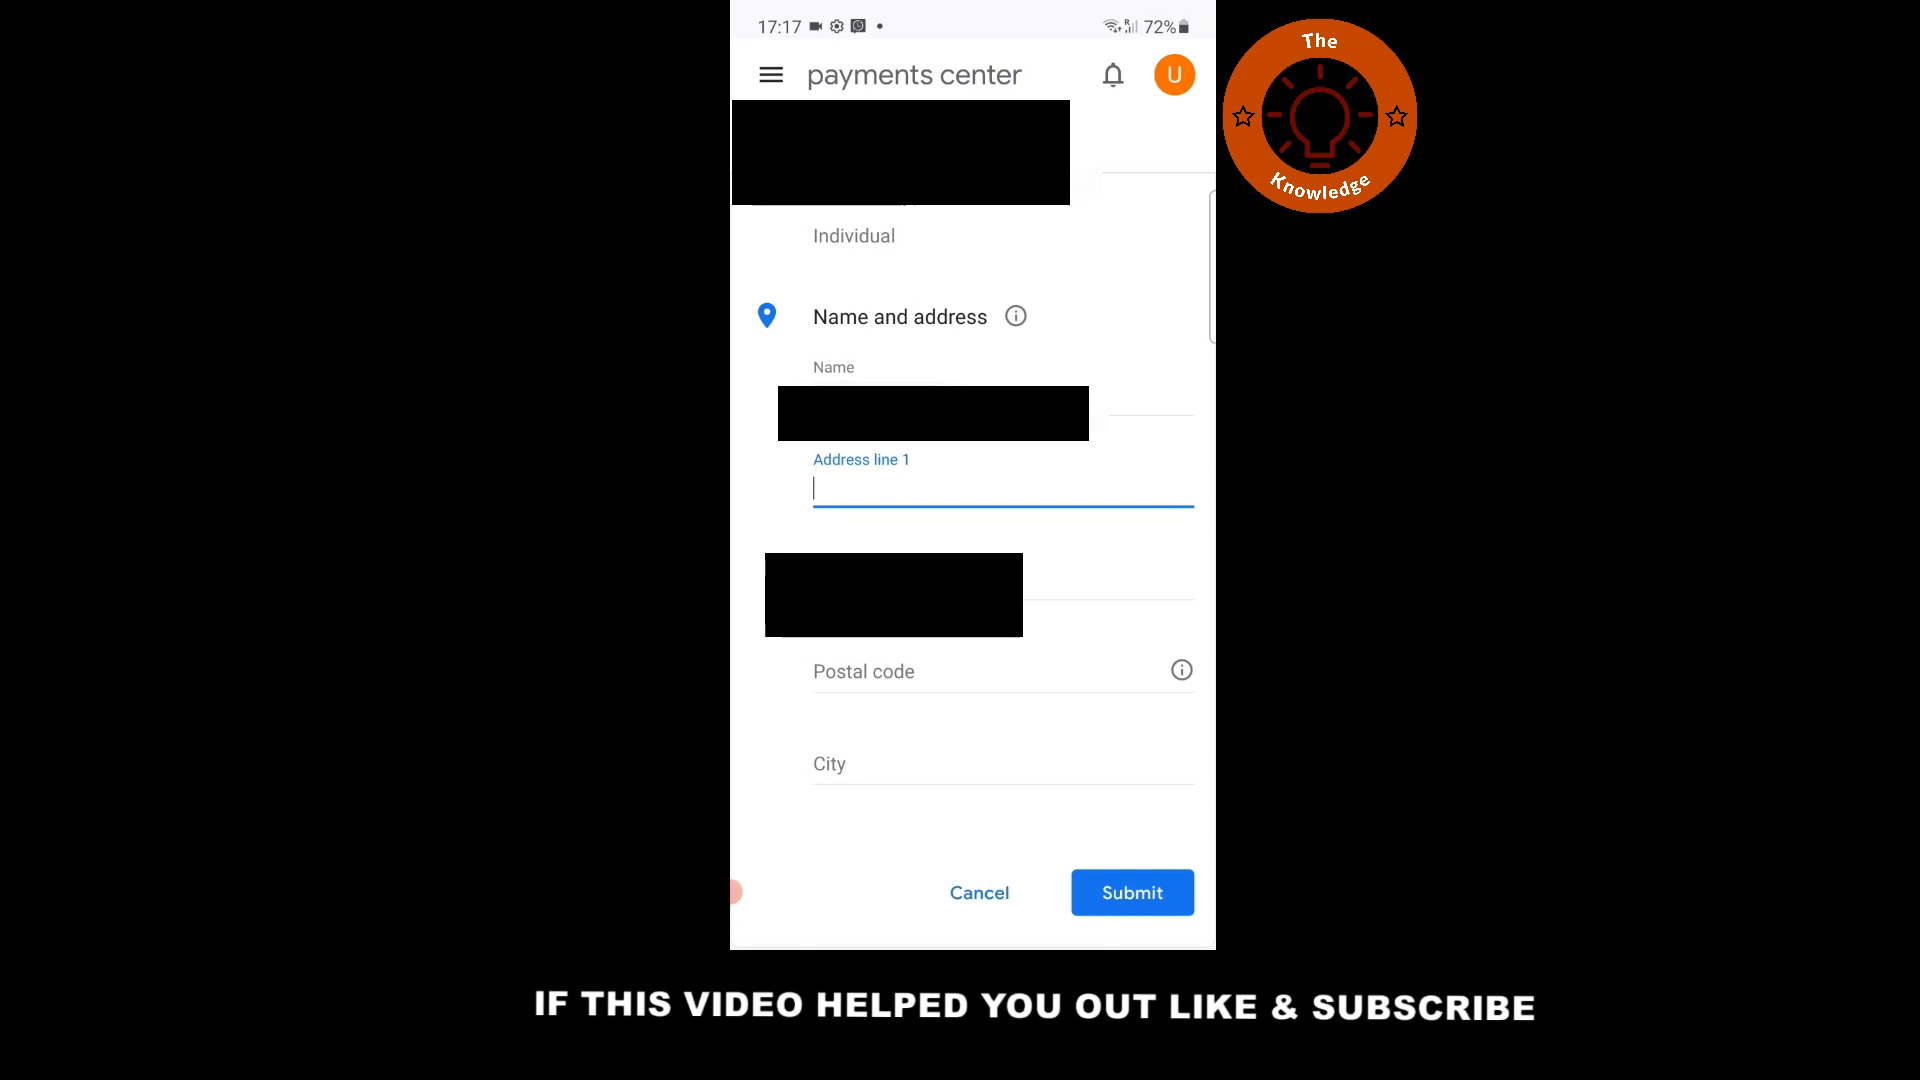 17:17
72%
payments center
U
The
Knowledge
Individual
Name and address
Name
Address line 1
Postal code
City
Cancel
Submit
IF THIS VIDEO HELPED YOU OUT LIKE & SUBSCRIBE